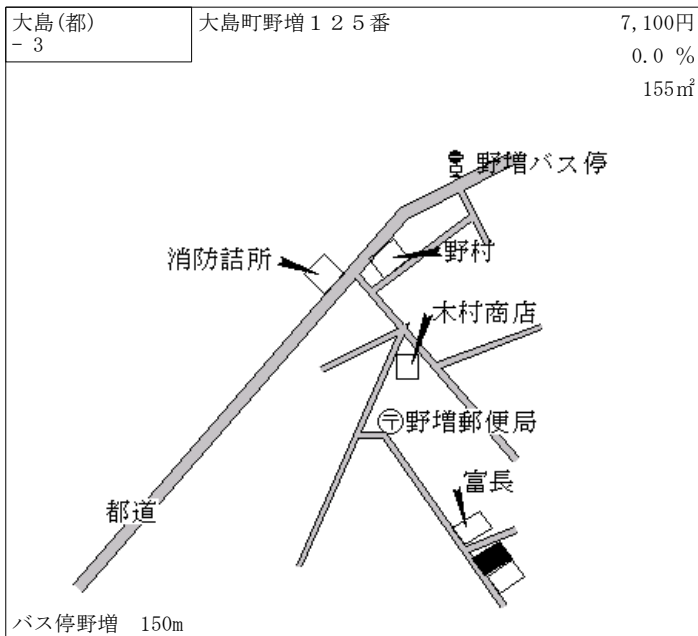 大島(都)
- 3
大島町野増125番
7,100円
0.0 %
155㎡
野増バス停
消防詰所
野村
木村商店
〒野増郵便局
富長
都道
バス停野増 150m